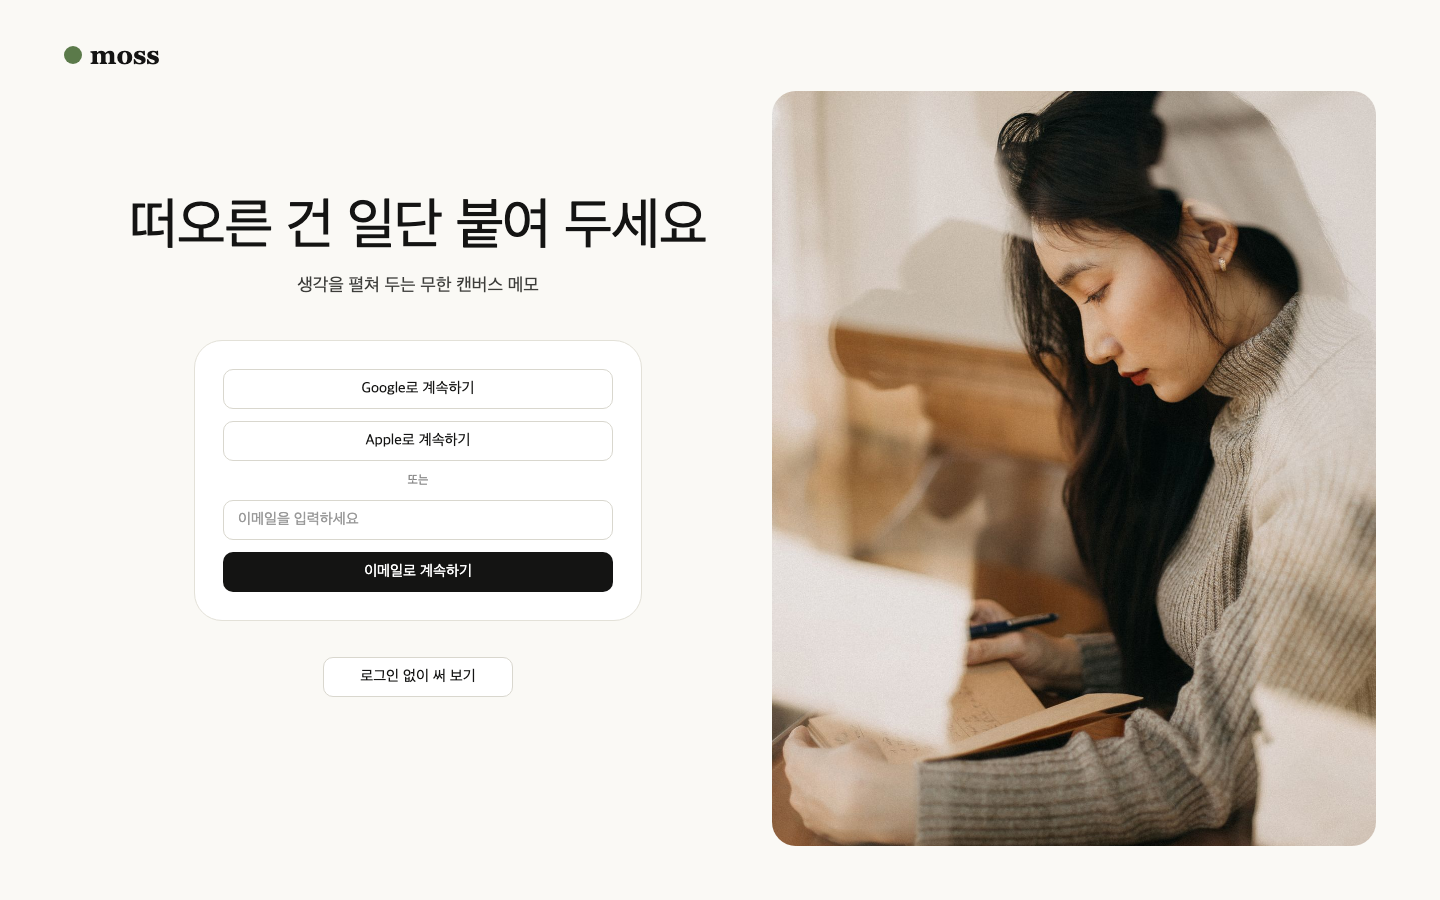 moss
떠오른 건 일단 붙여 두세요
생각을 펼쳐 두는 무한 캔버스 메모
Google로 계속하기
Apple로 계속하기
또는
이메일을 입력하세요
이메일로 계속하기
로그인 없이 써 보기